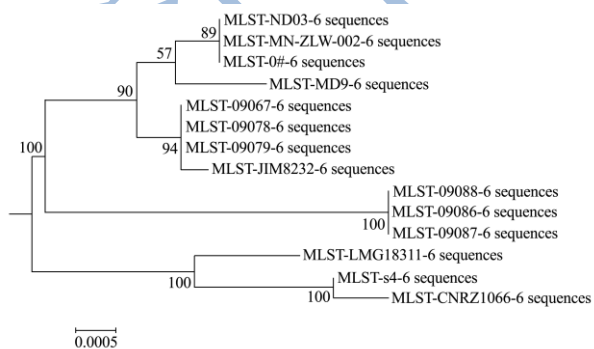 MLST-ND03-6 sequences
89
MLST-MN-ZLW-002-6 sequences
57
MLST-0#-6 sequences
MLST-MD9-6 sequences
90
MLST-09067-6 sequences
MLST-09078-6 sequences
100
94
MLST-09079-6 sequences
MLST-JIM8232-6 sequences
MLST-09088-6 sequences
MLST-09086-6 sequences
100
MLST-09087-6 sequences
MLST-LMG18311-6 sequences
100
MLST-s4-6 sequences
100
MLST-CNRZ1066-6 sequences
0.0005